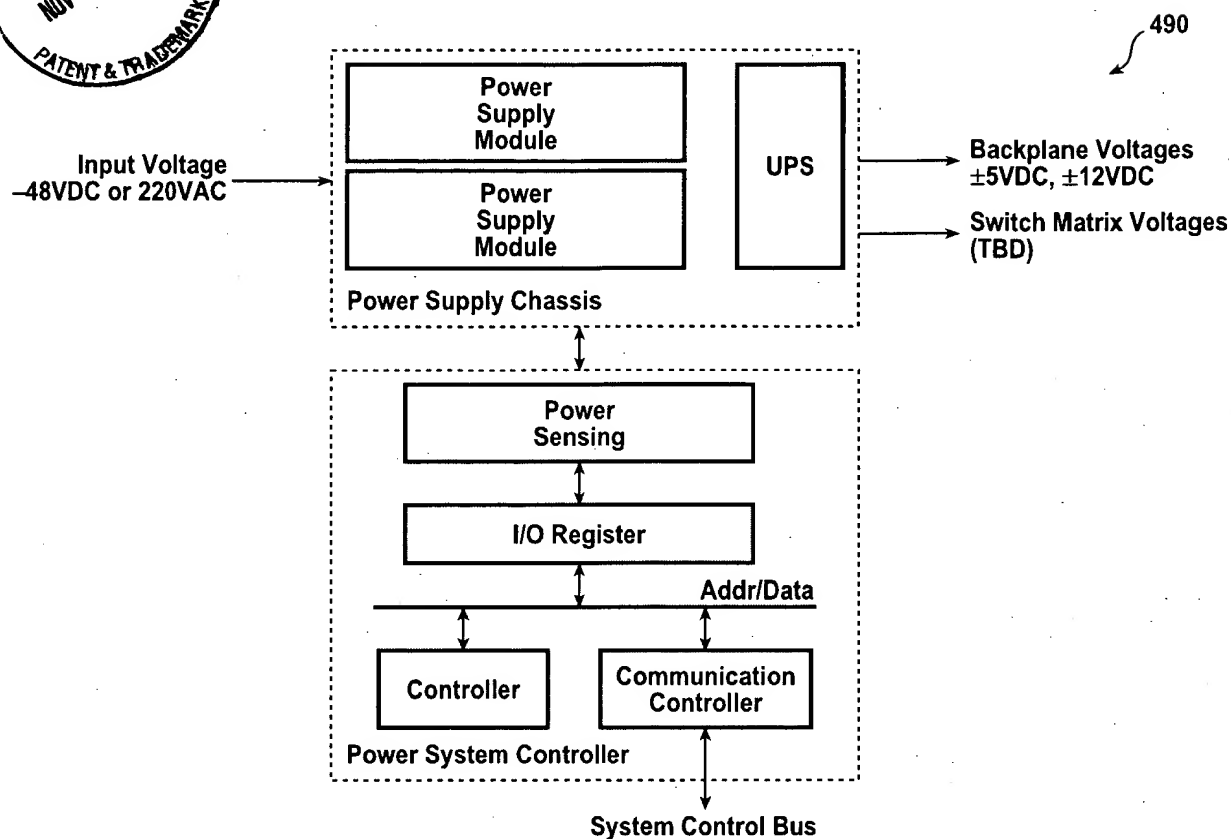 NOV
PATENT & TRADEMARK
490
Power
Supply
Module
UPS
Input Voltage
–48VDC or 220VAC
Power
Supply
Module
Backplane Voltages
±5VDC, ±12VDC
Switch Matrix Voltages
(TBD)
Power Supply Chassis
Power
Sensing
I/O Register
Addr/Data
Controller
Communication
Controller
Power System Controller
System Control Bus